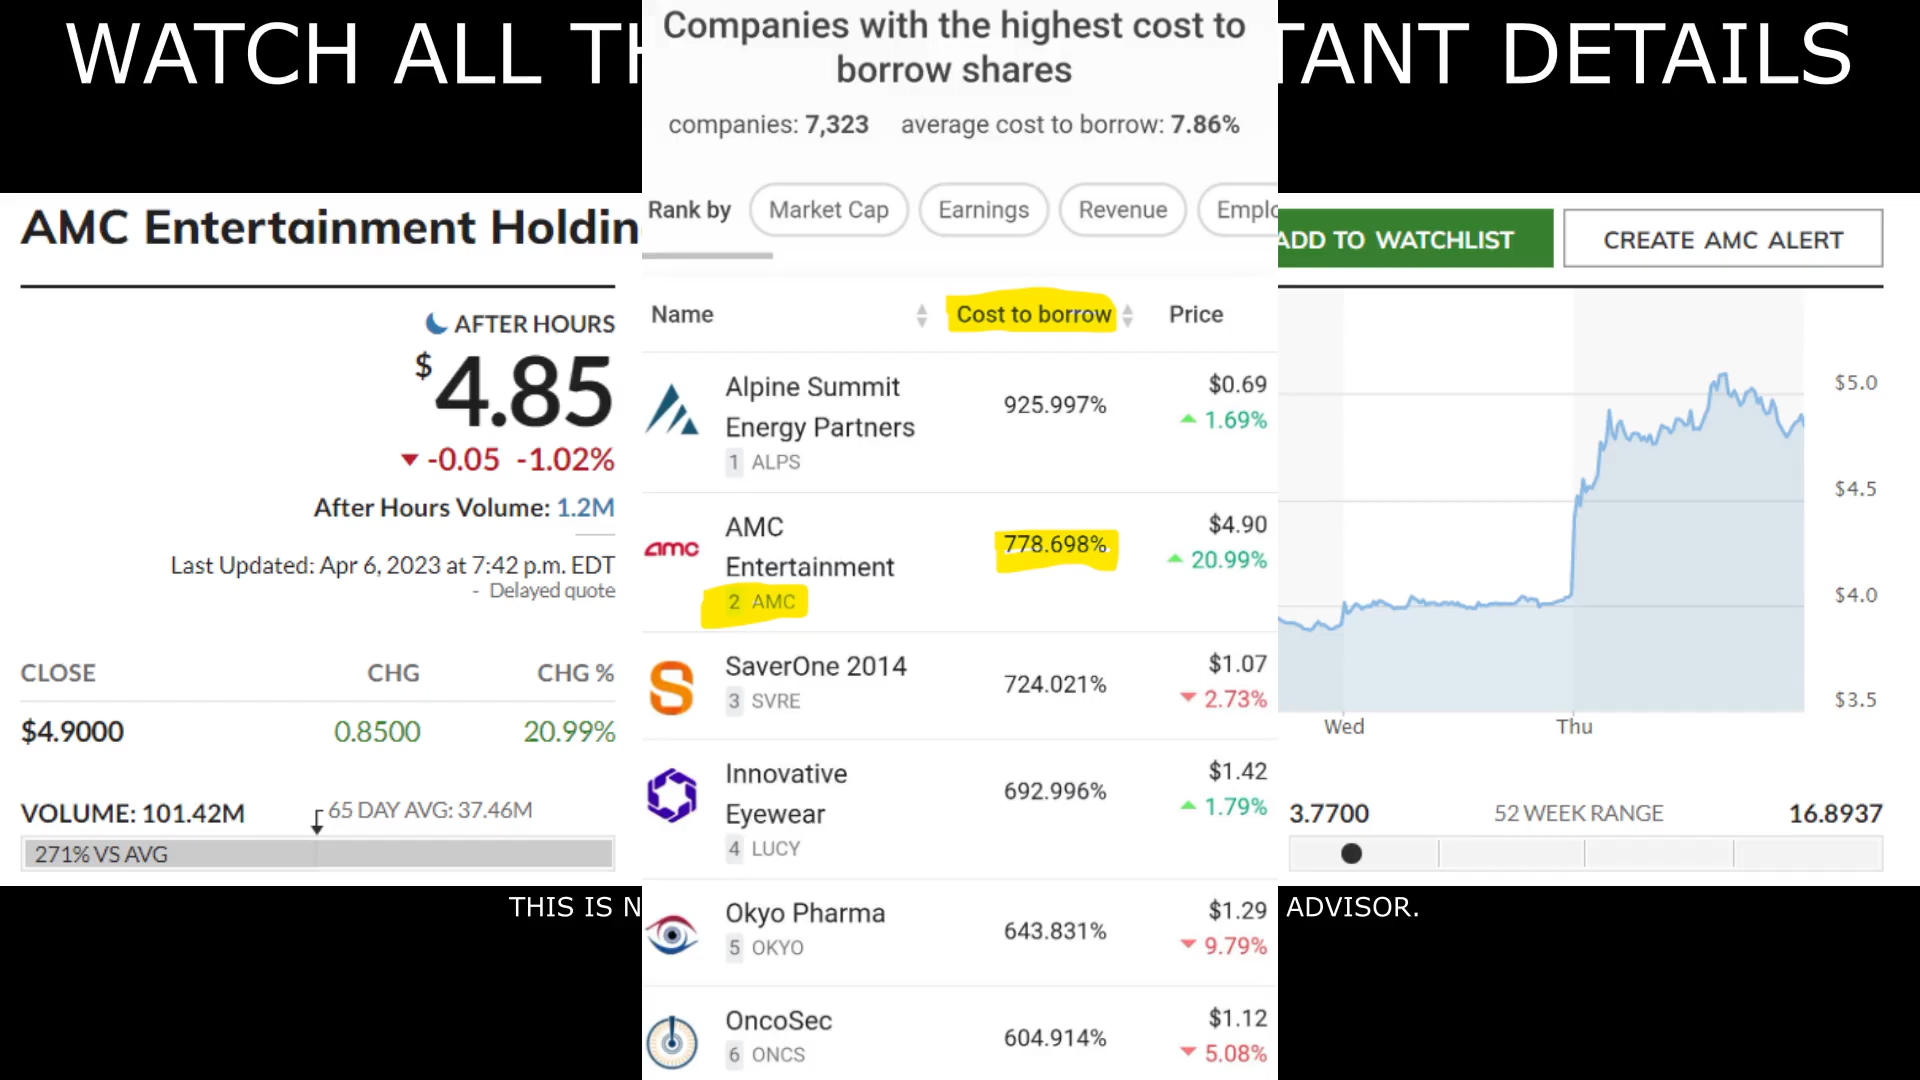 WATCH ALL TH
TANT DETAILS
Companies with the highest cost to
borrow shares
companies: 7,323 average cost to borrow: 7.86%
Rank by Market Cap Earnings Revenue Emplo
Name Cost to borrow Price
Alpine Summit
Energy Partners
1 ALPS
925.997%
$0.69
1.69%
amc
AMC
Entertainment
2 AMC
778.698%
$4.90
20.99%
SaverOne 2014
3 SVRE
724.021%
$1.07
2.73%
Innovative
Eyewear
4 LUCY
692.996%
$1.42
1.79%
Okyo Pharma
5 OKYO
643.831%
$1.29
9.79%
OncoSec
6 ONCS
604.914%
$1.12
5.08%
AMC Entertainment Holdin
AFTER HOURS
$4.85
-0.05 -1.02%
After Hours Volume: 1.2M
Last Updated: Apr 6, 2023 at 7:42 p.m. EDT
- Delayed quote
CLOSE CHG CHG %
$4.9000 0.8500 20.99%
VOLUME: 101.42M 65 DAY AVG: 37.46M
271% VS AVG
ADD TO WATCHLIST CREATE AMC ALERT
$5.0
$4.5
$4.0
$3.5
Wed Thu
3.7700 52 WEEK RANGE 16.8937
THIS IS N
ADVISOR.